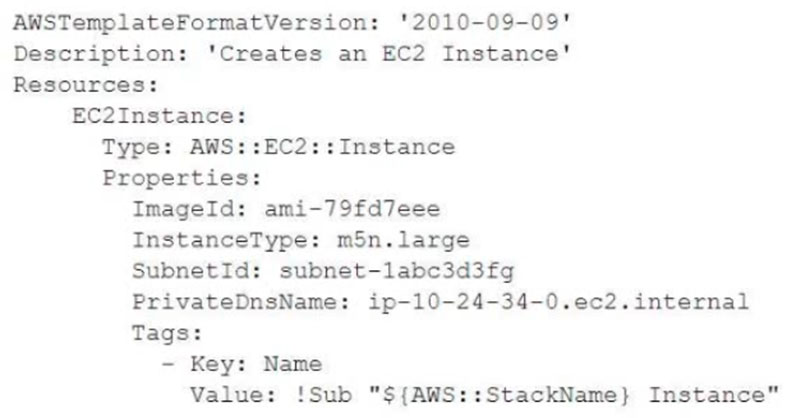 AWSTemplateFormatVersion: '2010-09-09'
Description: 'Creates an EC2 Instance'
Resources:
EC2Instance:
Type: AWS::EC2::Instance
Properties:
ImageId: ami-79fd7eee
InstanceType: m5n.large
SubnetId: subnet-1abc3d3fg
PrivateDnsName: ip-10-24-34-0.ec2.internal
Tags:
- Key: Name
Value: !Sub "${AWS::StackName} Instance"